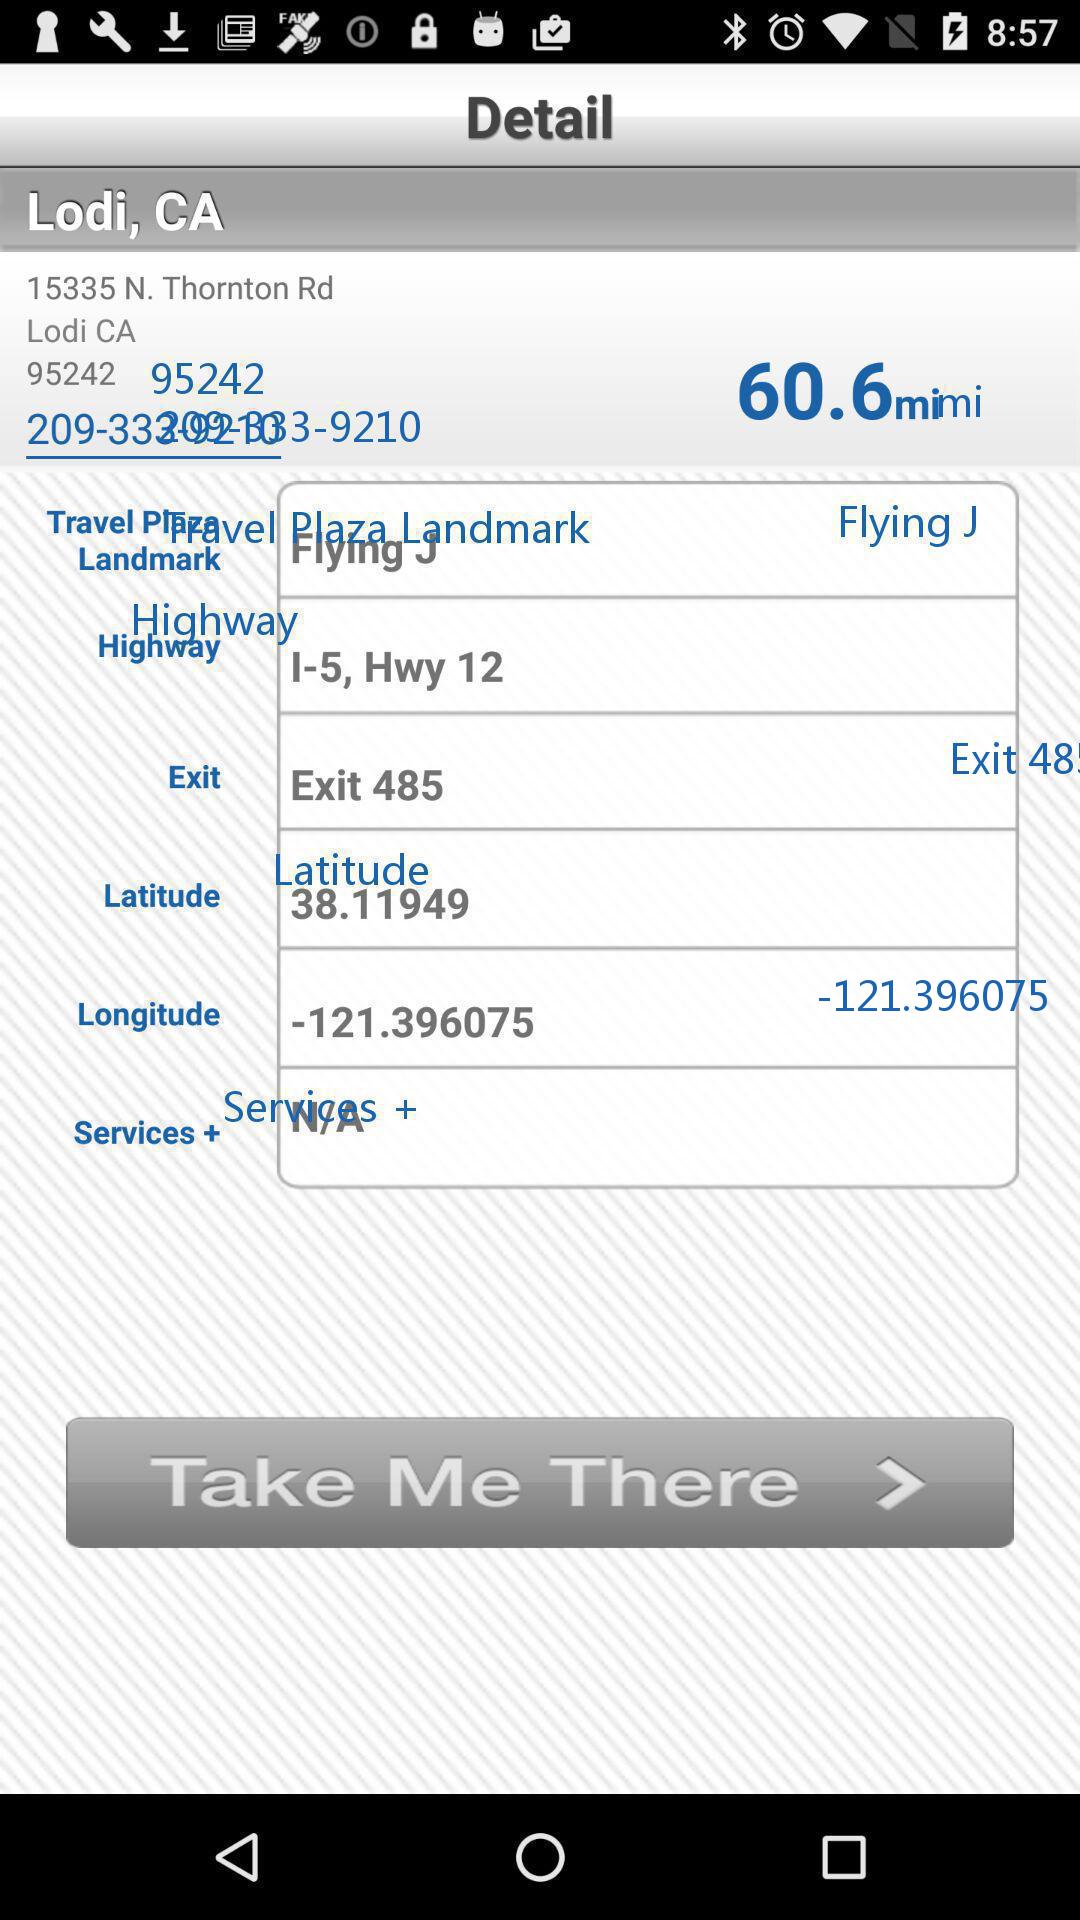 FAKE
8:57
Detail
Lodi, CA
15335 N. Thornton Rd
Lodi CA
95242 95242
209-333-9210 209-333-9210
60.6mi mi
Travel Plaza
Landmark
Travel Plaza Landmark
Flying J
Flying J
Highway
Highway
I-5, Hwy 12
Exit
Exit 485
Exit 485
Latitude
Latitude
38.11949
Longitude
-121.396075
-121.396075
Services +
Services +
N/A
Take Me There